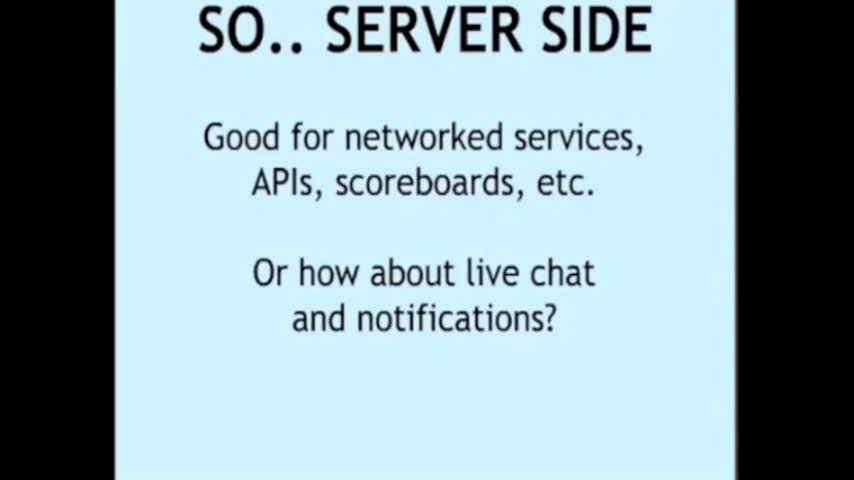 SO.. SERVER SIDE
Good for networked services,
APIs, scoreboards, etc.
Or how about live chat
and notifications?